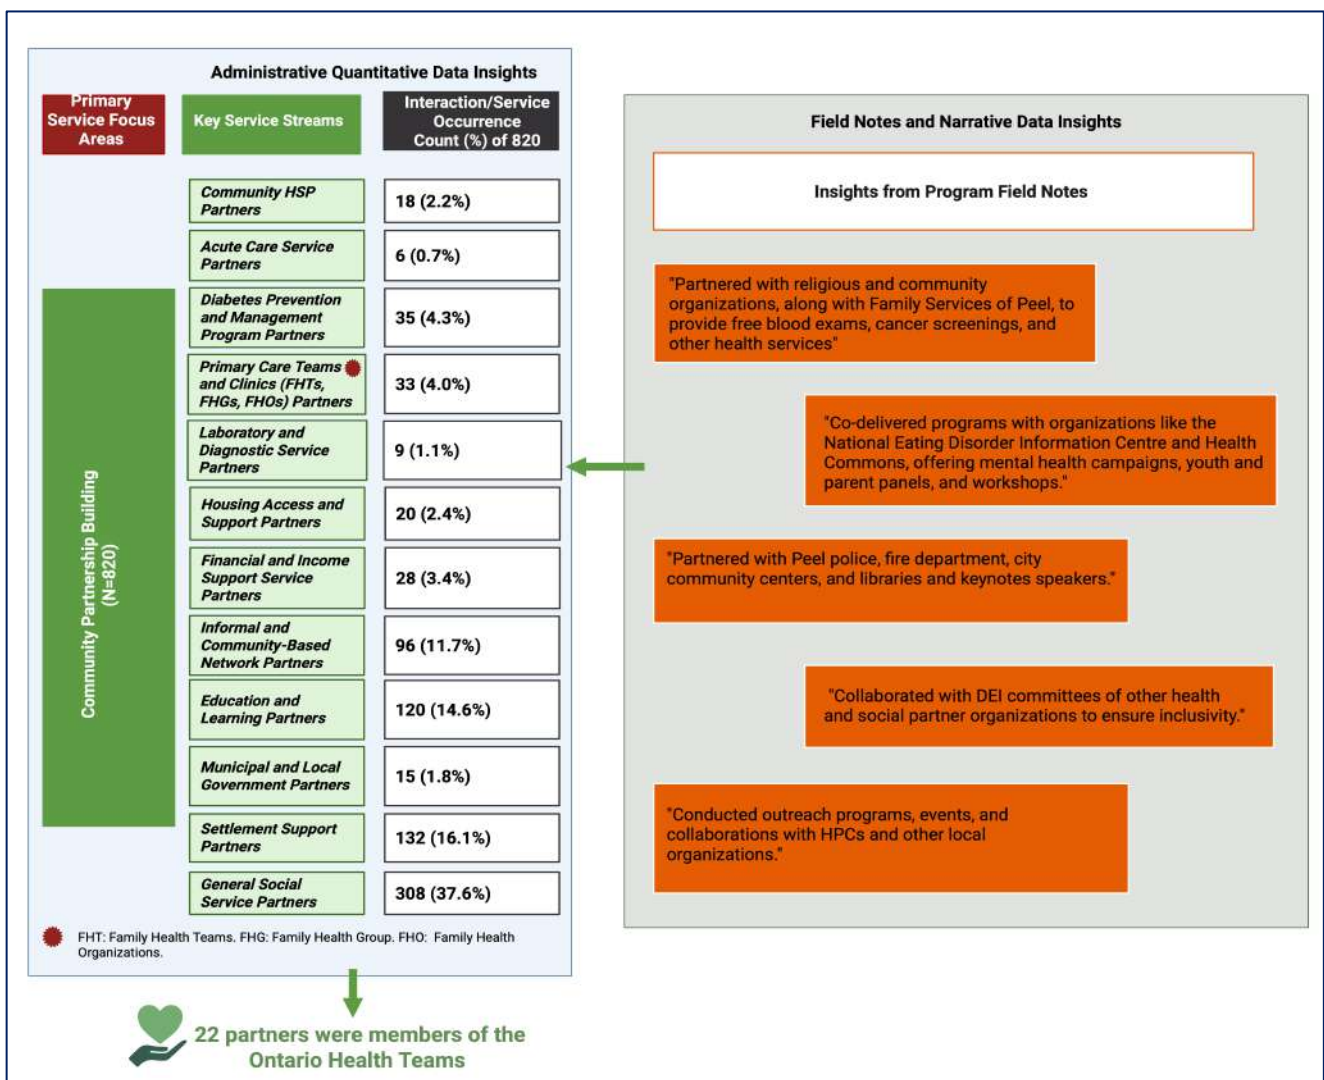 Administrative Quantitative Data Insights
Primary
Service Focus
Areas
Key Service Streams
Interaction/Service
Occurrence
Count (%) of 820
Community HSP
Partners
18 (2.2%)
Acute Care Service
Partners
6 (0.7%)
Diabetes Prevention
and Management
Program Partners
35 (4.3%)
Primary Care Teams
and Clinics (FHTs,
FHGs, FHOs) Partners
33 (4.0%)
Laboratory and
Diagnostic Service
Partners
9 (1.1%)
Housing Access and
Support Partners
20 (2.4%)
Financial and Income
Support Service
Partners
28 (3.4%)
Informal and
Community-Based
Network Partners
96 (11.7%)
Education and
Learning Partners
120 (14.6%)
Municipal and Local
Government Partners
15 (1.8%)
Settlement Support
Partners
132 (16.1%)
General Social
Service Partners
308 (37.6%)
Community Partnership Building
(N=820)
FHT: Family Health Teams. FHG: Family Health Group. FHO: Family Health
Organizations.
22 partners were members of the
Ontario Health Teams
Field Notes and Narrative Data Insights
Insights from Program Field Notes
"Partnered with religious and community
organizations, along with Family Services of Peel, to
provide free blood exams, cancer screenings, and
other health services"
"Co-delivered programs with organizations like the
National Eating Disorder Information Centre and Health
Commons, offering mental health campaigns, youth and
parent panels, and workshops."
"Partnered with Peel police, fire department, city
community centers, and libraries and keynotes speakers."
"Collaborated with DEI committees of other health
and social partner organizations to ensure inclusivity."
"Conducted outreach programs, events, and
collaborations with HPCs and other local
organizations."